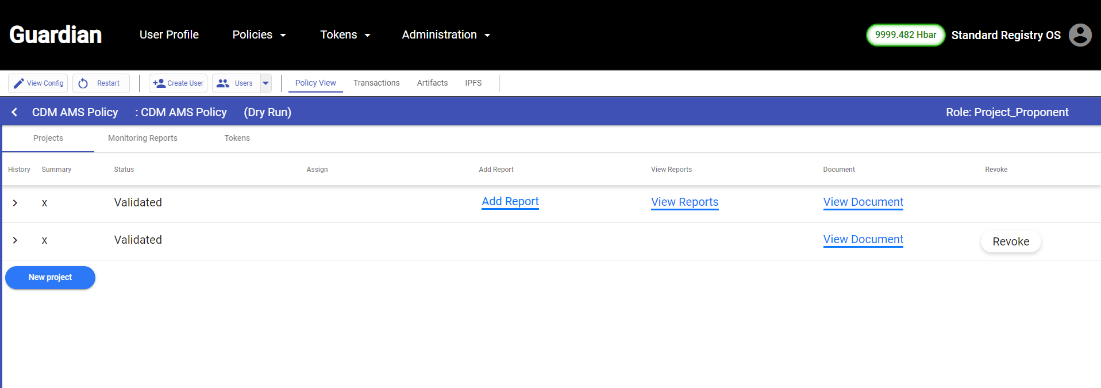 Guardian User Profile Policies Tokens Administration 9999.482 Hbar Standard Registry OS
View Config Restart Create User Users Policy View Transactions Artifacts IPFS
CDM AMS Policy : CDM AMS Policy (Dry Run) Role: Project_Proponent
Projects Monitoring Reports Tokens
History Summary Status Assign Add Report View Reports Document Revoke
x Validated Add Report View Reports View Document
x Validated View Document Revoke
New project